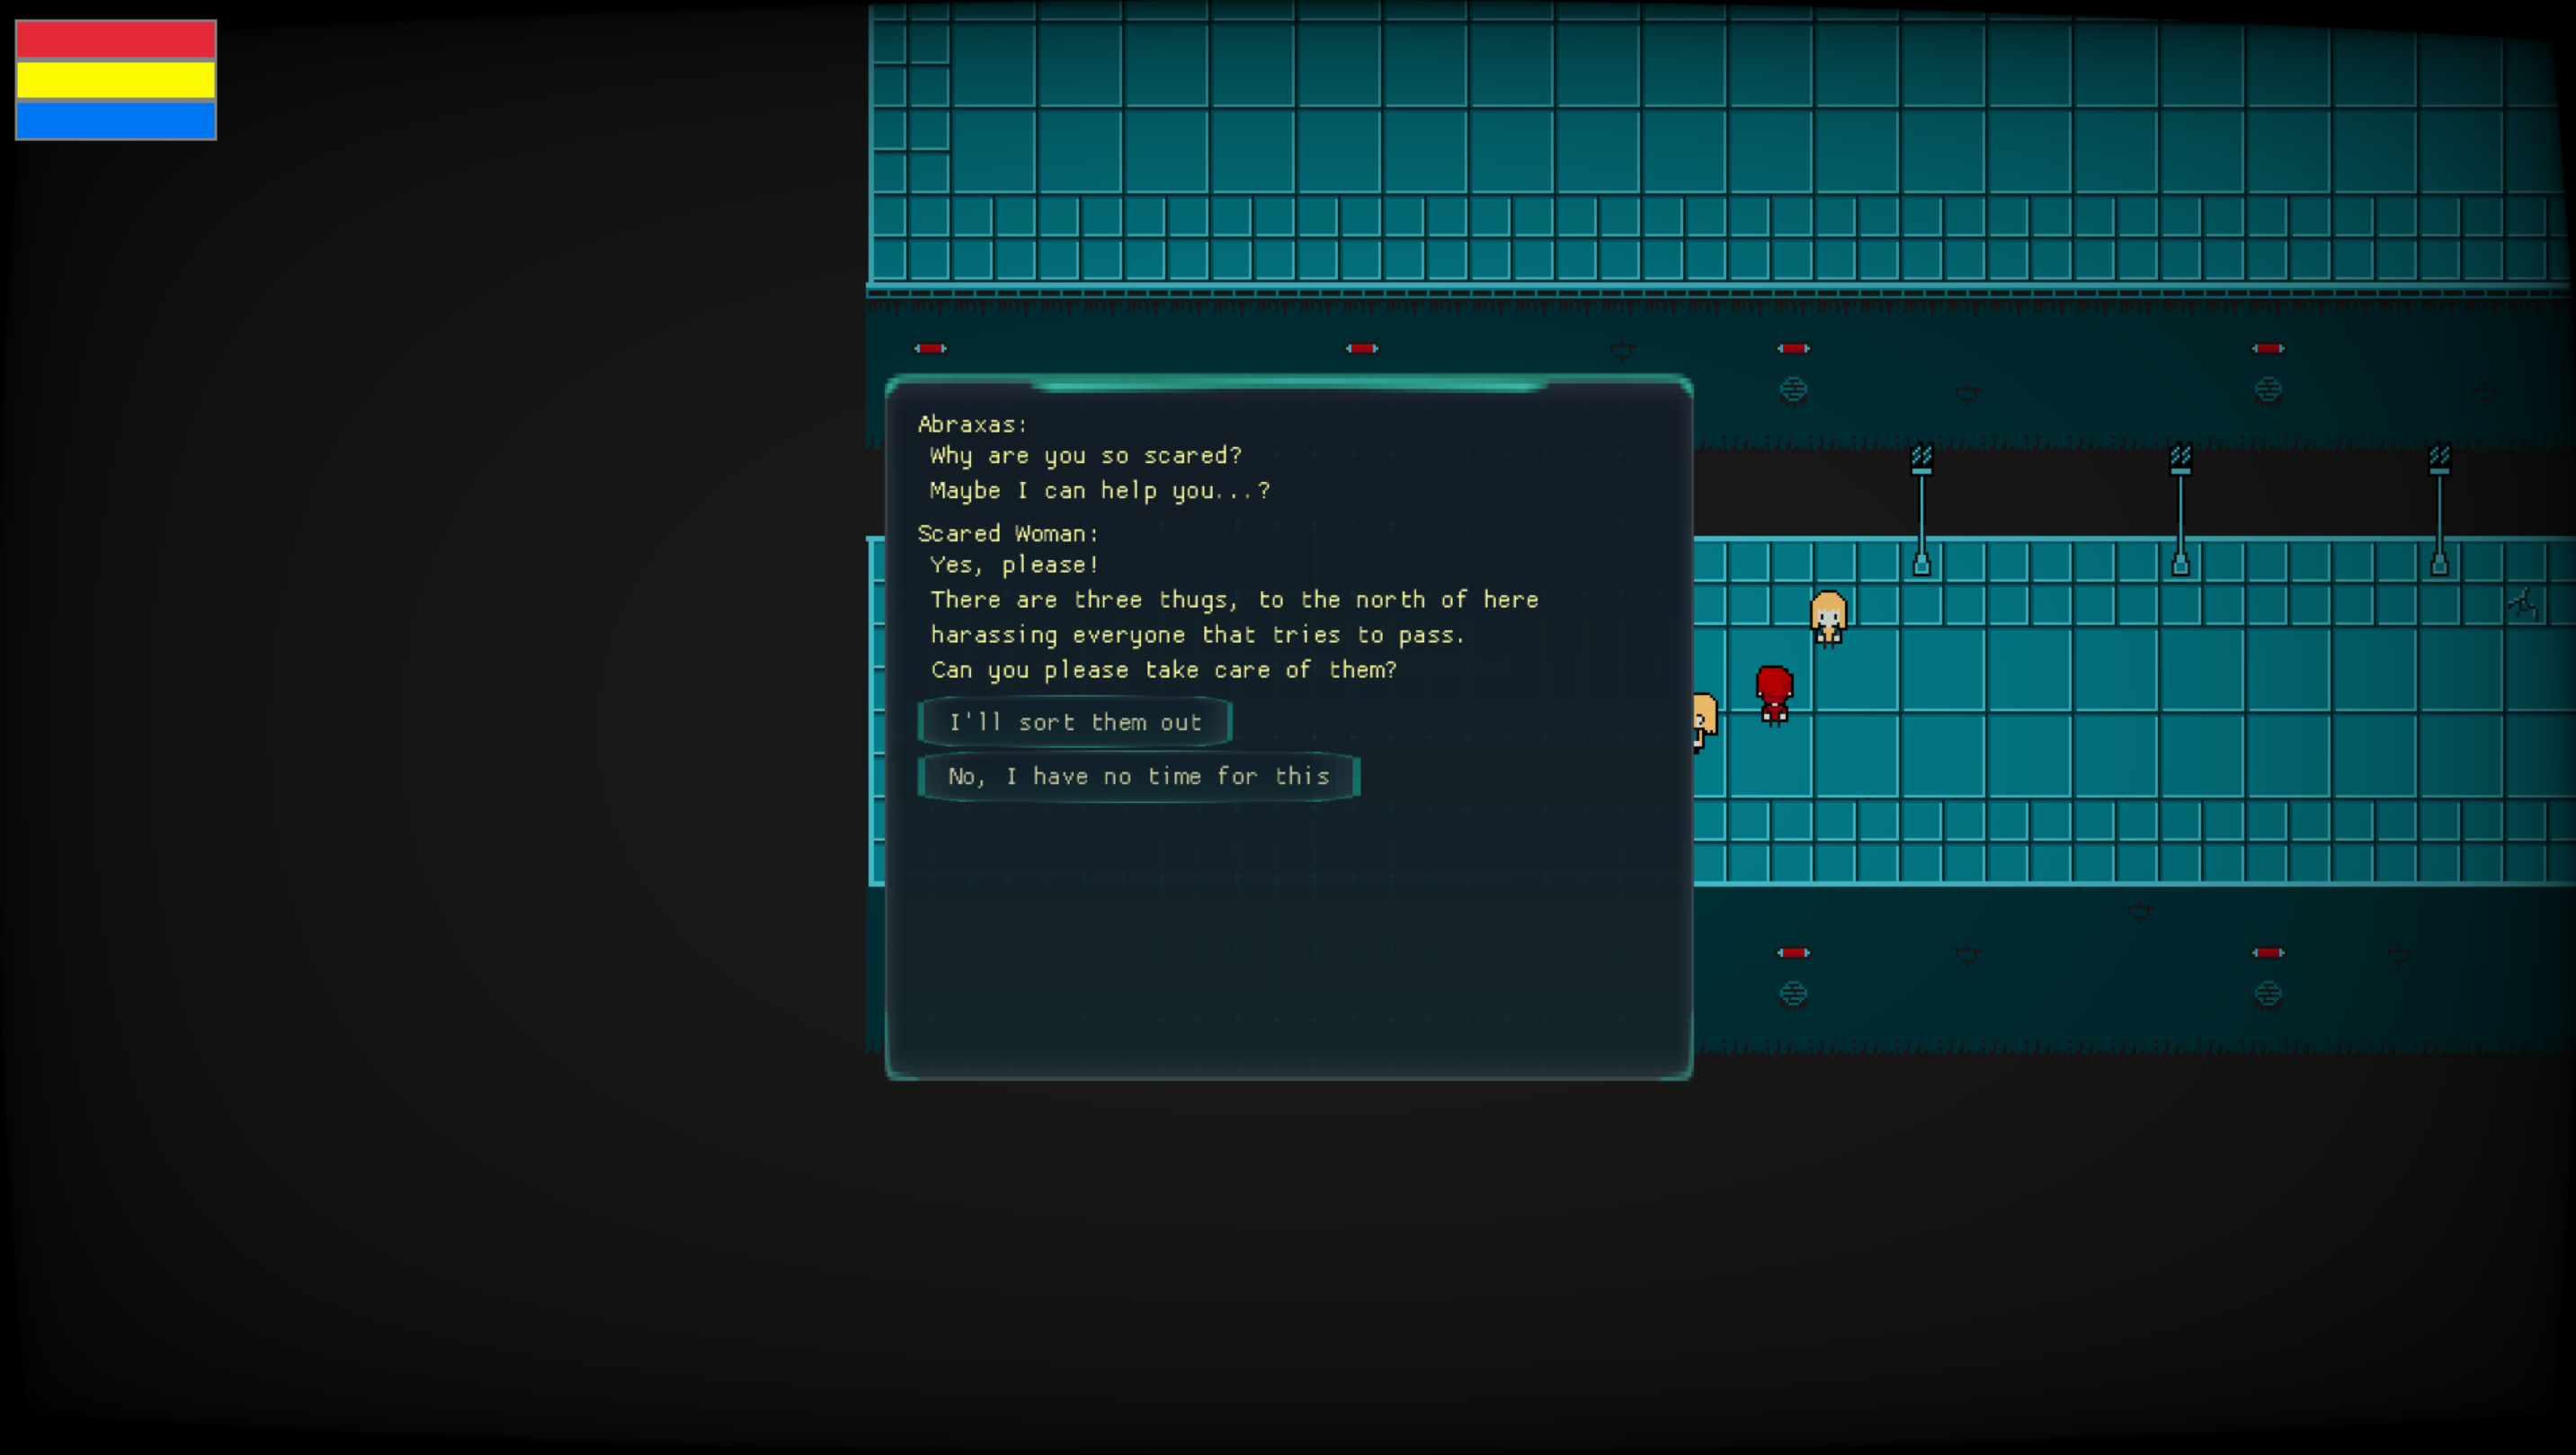 Abraxas:
Why are you so scared?
Maybe I can help you...?
Scared Woman:
Yes, please!
There are three thugs, to the north of here
harassing everyone that tries to pass.
Can you please take care of them?
I'll sort them out
No, I have no time for this